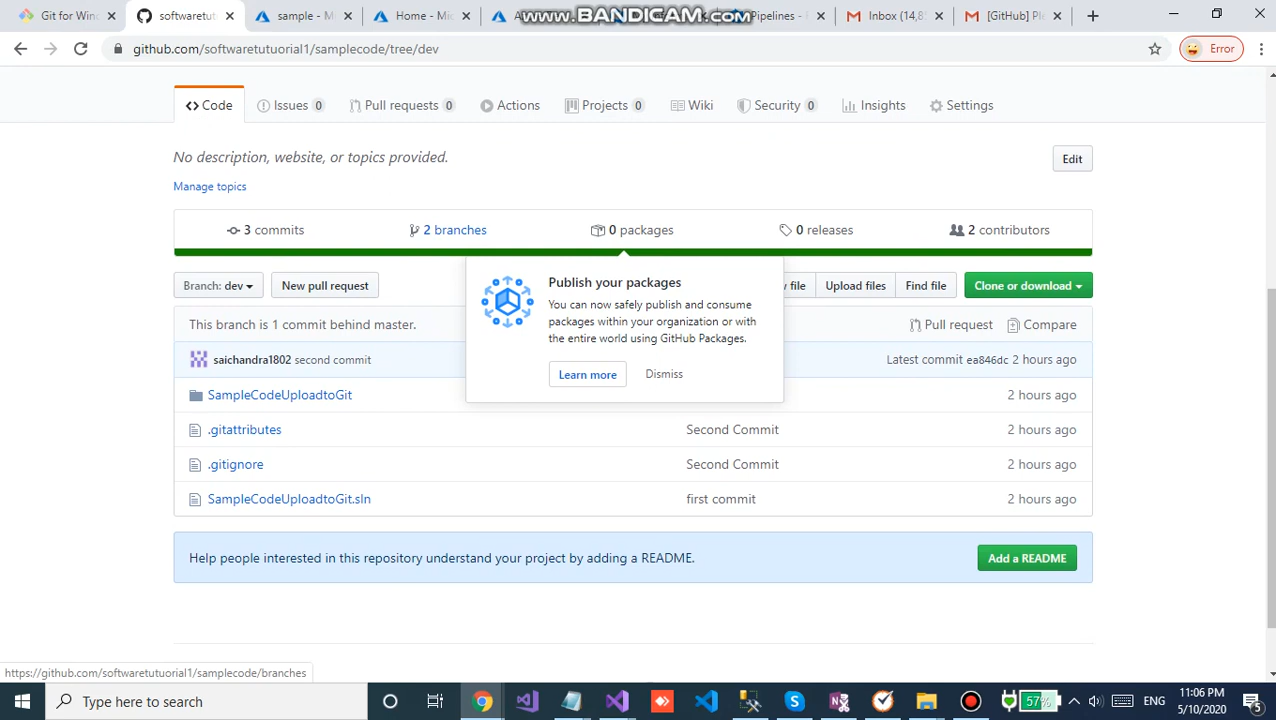 Git for Win
softwaretut
sample - M
Home - Mic
A
Pipelines -
Inbox (14,8
[GitHub] Ple
www.BANDICAM.com
github.com/softwaretutuorial1/samplecode/tree/dev
Error
Code
Issues 0
Pull requests 0
Actions
Projects 0
Wiki
Security 0
Insights
Settings
No description, website, or topics provided.
Edit
Manage topics
3 commits
2 branches
0 packages
0 releases
2 contributors
Branch: dev
New pull request
file
Upload files
Find file
Clone or download
Publish your packages
You can now safely publish and consume
packages within your organization or with
the entire world using GitHub Packages.
Learn more
Dismiss
This branch is 1 commit behind master.
Pull request
Compare
saichandra1802 second commit
Latest commit ea846dc 2 hours ago
SampleCodeUploadtoGit
2 hours ago
.gitattributes
Second Commit
2 hours ago
.gitignore
Second Commit
2 hours ago
SampleCodeUploadtoGit.sln
first commit
2 hours ago
Help people interested in this repository understand your project by adding a README.
Add a README
https://github.com/softwaretutuorial1/samplecode/branches
Type here to search
57%
ENG
11:06 PM
5/10/2020
5